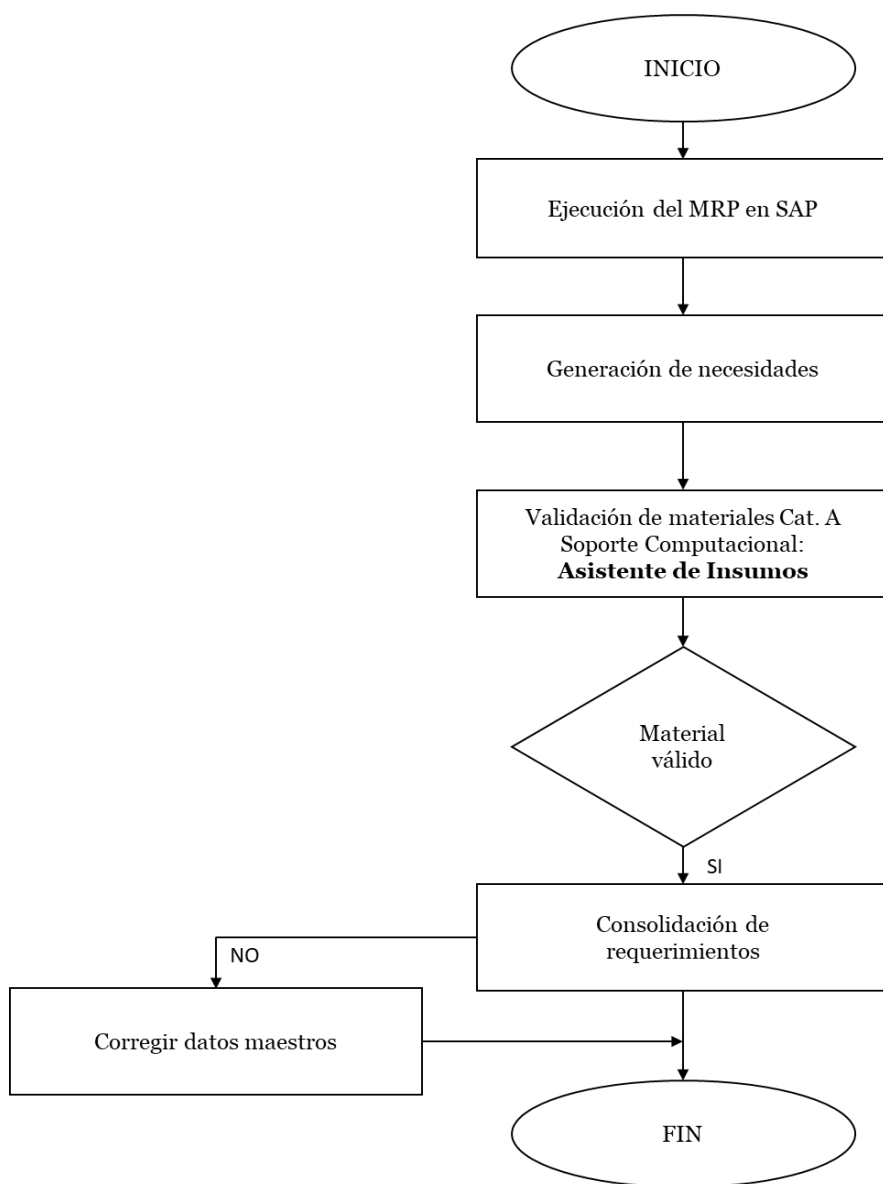 INICIO
Ejecución del MRP en SAP
Generación de necesidades
Validación de materiales Cat. A
Soporte Computacional:
Asistente de Insumos
Material
válido
SI
Consolidación de
requerimientos
NO
Corregir datos maestros
FIN